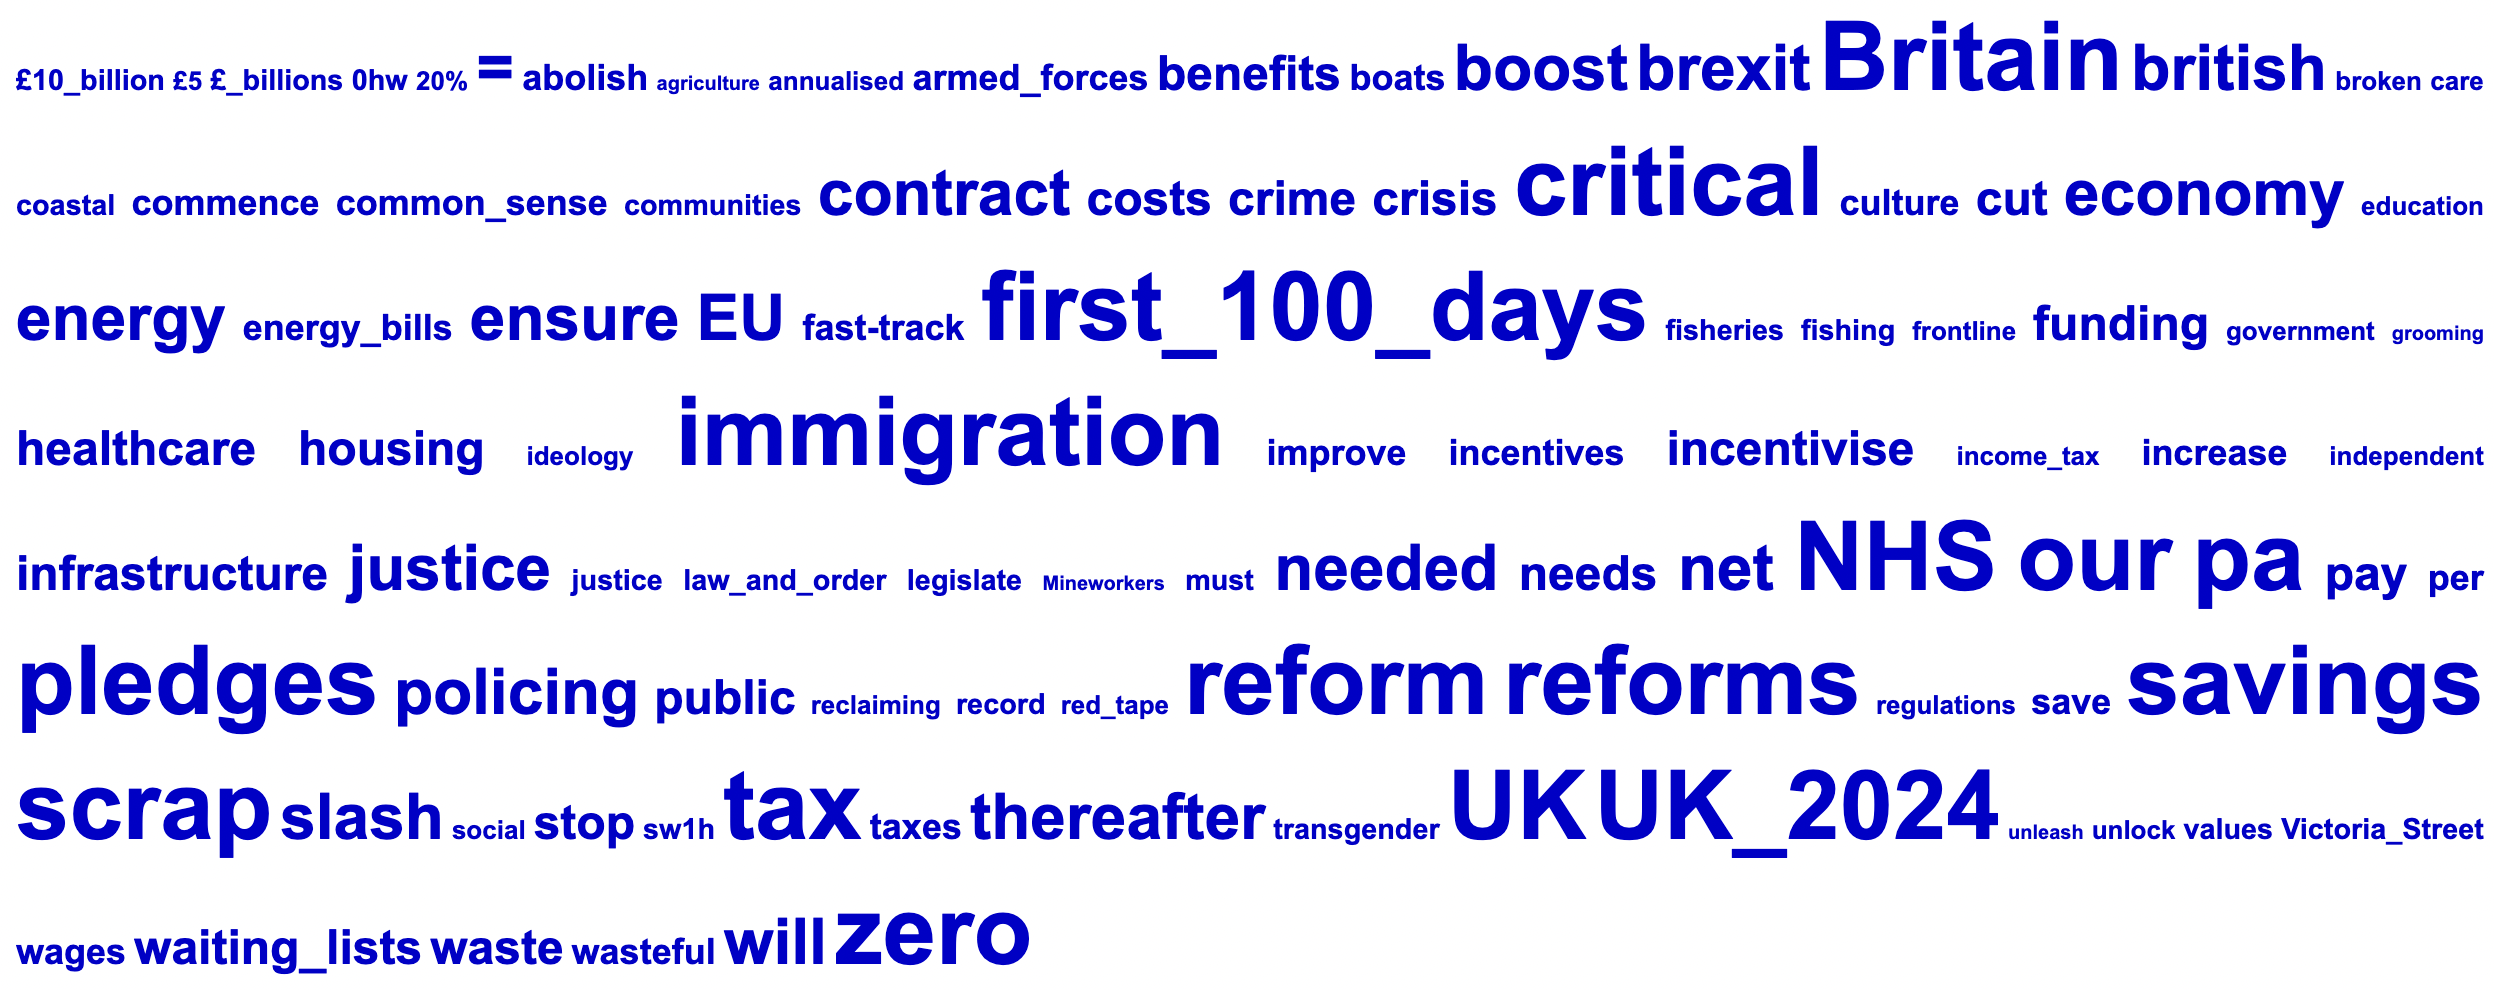 £10_billion £5 £_billions 0hw 20% = abolish agriculture annualised armed_forces benefits boats boost brexit Britain british broken care
coastal commence common_sense communities contract costs crime crisis critical culture cut economy education
energy energy_bills ensure EU fast-track first_100_days fisheries fishing frontline funding government grooming
healthcare housing ideology immigration improve incentives incentivise income_tax increase independent
infrastructure justice justice law_and_order legislate Mineworkers must needed needs net NHS our pa pay per
pledges policing public reclaiming record red_tape reform reforms regulations save savings
scrap slash social stop sw1h tax taxes thereafter transgender UK UK_2024 unleash unlock values Victoria_Street
wages waiting_lists waste wasteful will zero